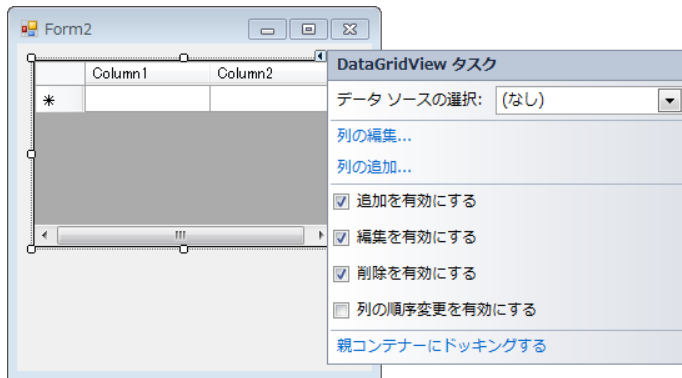 Form2
Column1 Column2
DataGridView タスク
データ ソースの選択: (なし)
列の編集...
列の追加...
追加を有効にする
編集を有効にする
削除を有効にする
列の順序変更を有効にする
親コンテナーにドッキングする